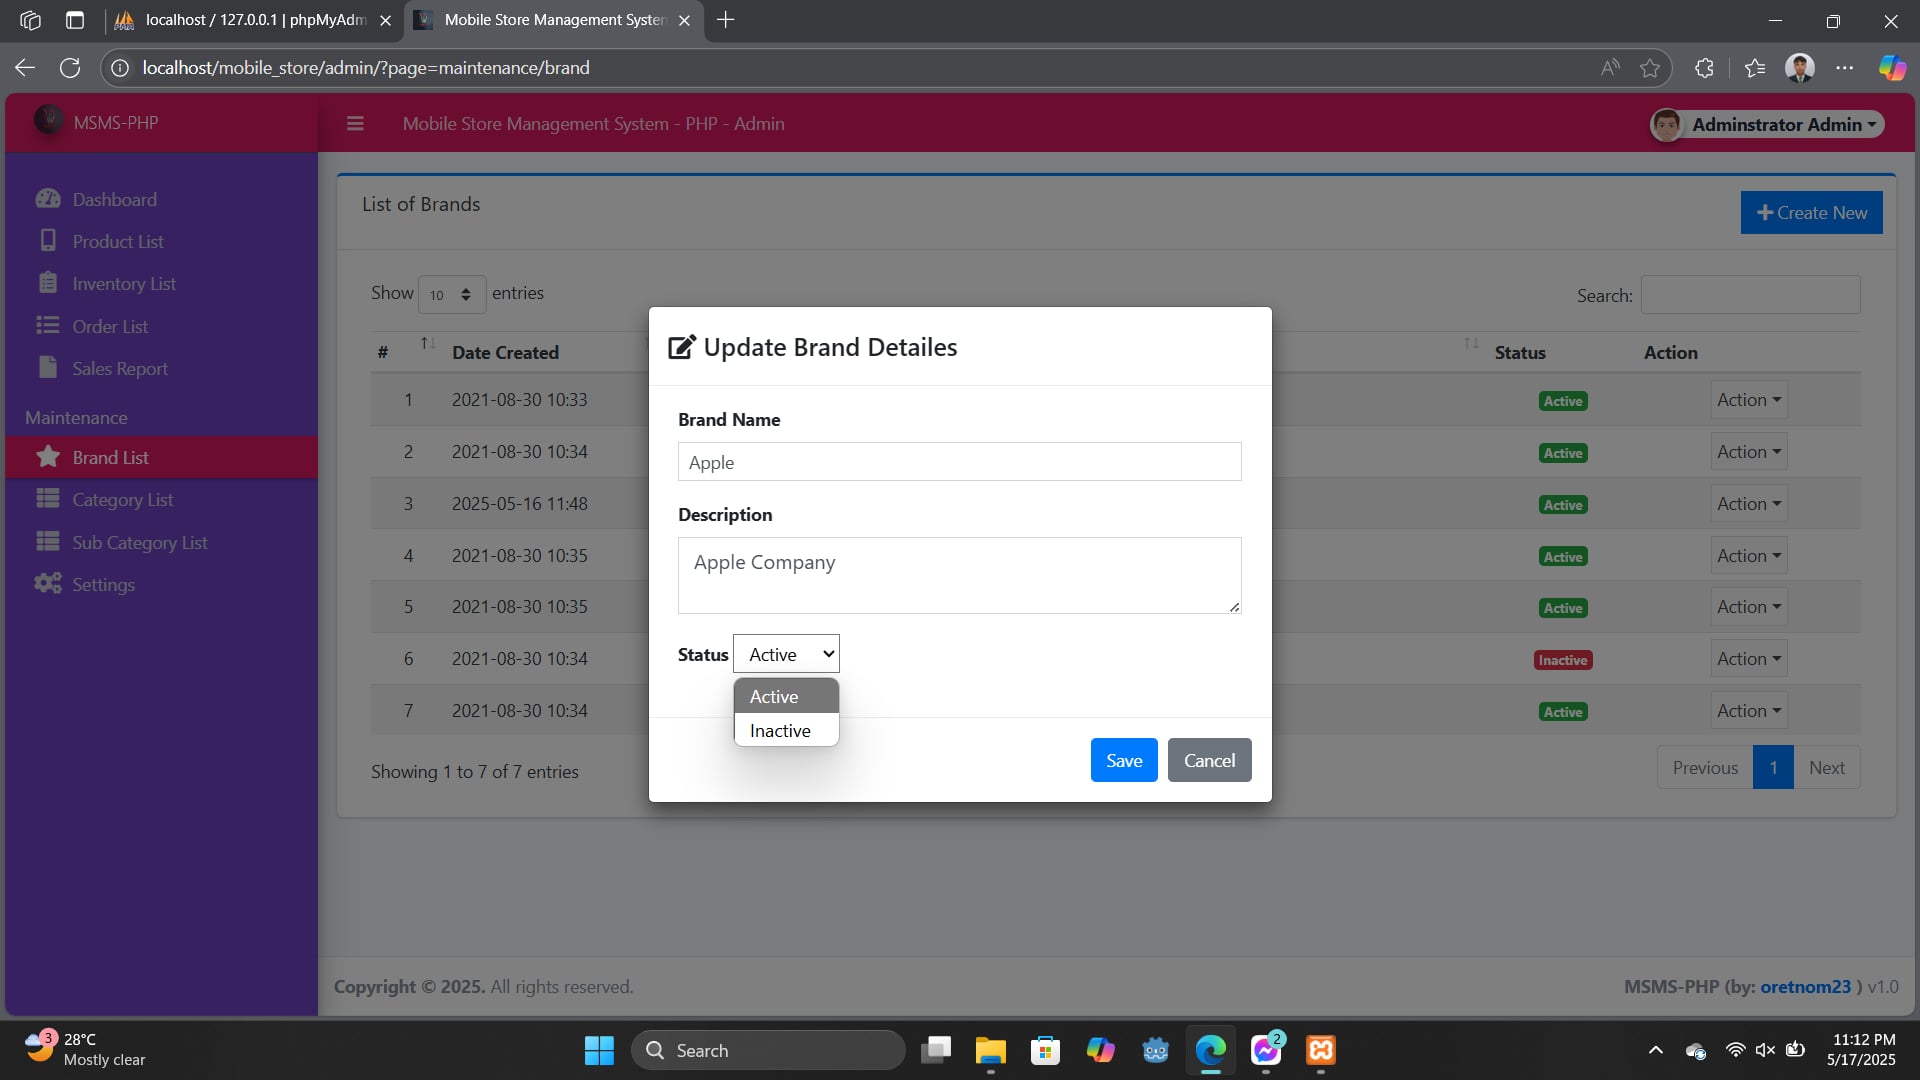 localhost / 127.0.0.1 | phpMyAdm
Mobile Store Management System
localhost/mobile_store/admin/?page=maintenance/brand
MSMS-PHP
Mobile Store Management System - PHP - Admin
Adminstrator Admin
Dashboard
Product List
Inventory List
Order List
Sales Report
Maintenance
Brand List
Category List
Sub Category List
Settings
List of Brands
Create New
Show 10 entries
Search:
# Date Created Status Action
1 2021-08-30 10:33 Active Action
2 2021-08-30 10:34 Active Action
3 2025-05-16 11:48 Active Action
4 2021-08-30 10:35 Active Action
5 2021-08-30 10:35 Active Action
6 2021-08-30 10:34 Inactive Action
7 2021-08-30 10:34 Active Action
Showing 1 to 7 of 7 entries
Previous 1 Next
Update Brand Detailes
Brand Name
Apple
Description
Apple Company
Status Active
Active
Inactive
Save Cancel
Copyright © 2025. All rights reserved.
MSMS-PHP (by: oretnom23 ) v1.0
3
28°C
Mostly clear
Search
2
11:12 PM
5/17/2025